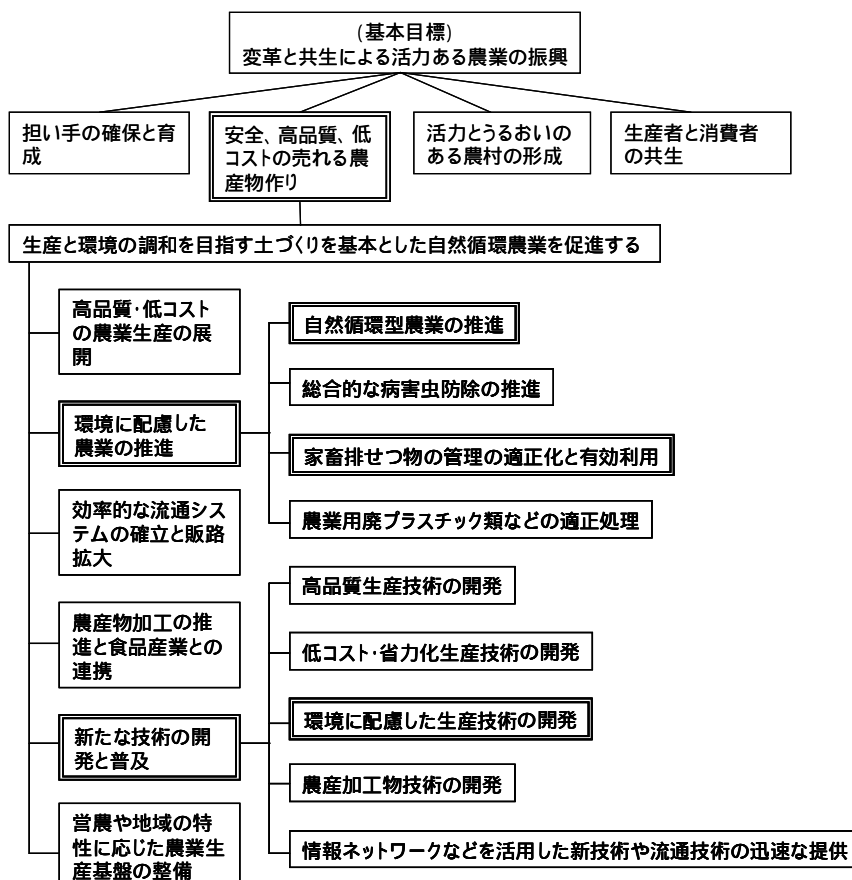 (基本目標)
変革と共生による活力ある農業の振興
担い手の確保と育
成
安全、高品質、低
コストの売れる農
産物作り
活力とうるおいの
ある農村の形成
生産者と消費者
の共生
生産と環境の調和を目指す土づくりを基本とした自然循環農業を促進する
高品質・低コスト
の農業生産の展
開
環境に配慮した
農業の推進
自然循環型農業の推進
総合的な病害虫防除の推進
家畜排せつ物の管理の適正化と有効利用
農業用廃プラスチック類などの適正処理
効率的な流通シス
テムの確立と販路
拡大
農産物加工の推
進と食品産業との
連携
新たな技術の開
発と普及
高品質生産技術の開発
低コスト・省力化生産技術の開発
環境に配慮した生産技術の開発
農産加工物技術の開発
情報ネットワークなどを活用した新技術や流通技術の迅速な提供
営農や地域の特
性に応じた農業生
産基盤の整備